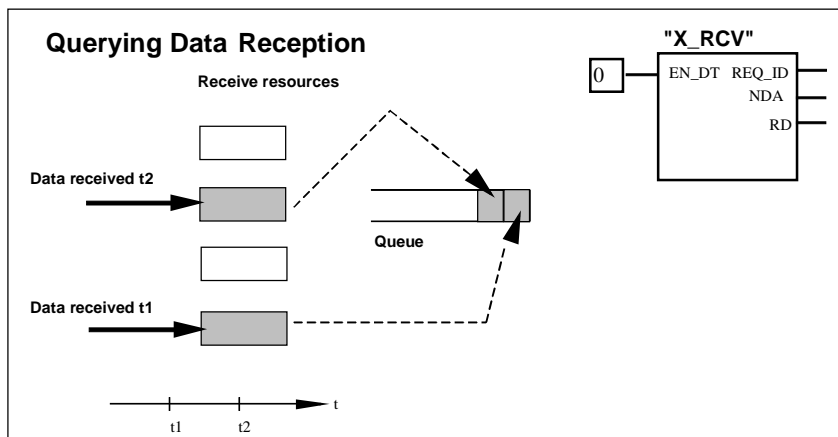 Querying Data Reception
Receive resources
Data received t2
Queue
Data received t1
t
t1 t2
"X_RCV"
0
EN_DT REQ_ID
NDA
RD